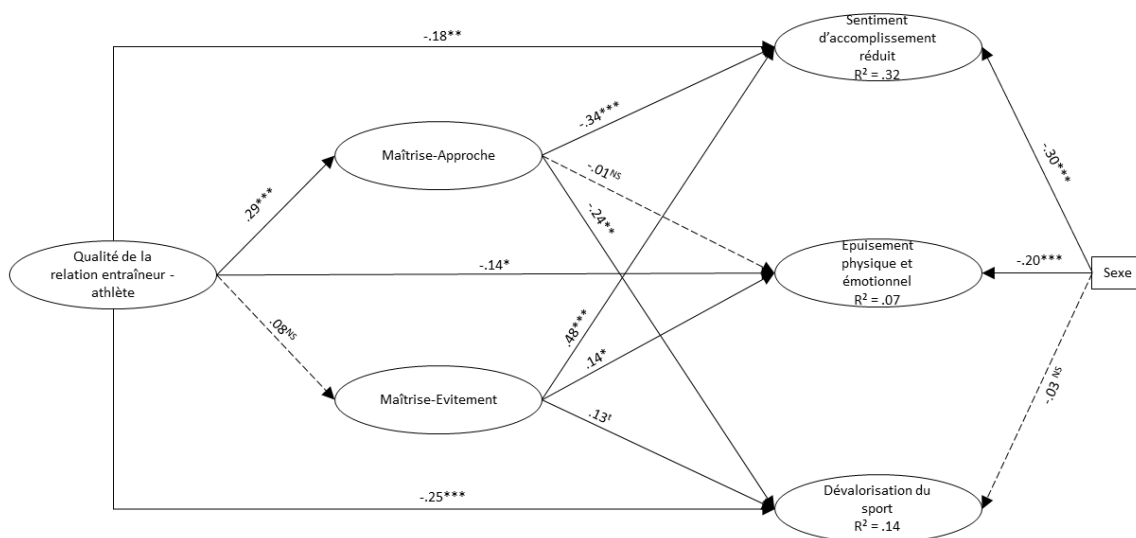 Sentiment
d'accomplissement
réduit
R² = .32
-.18**
-.34***
Maîtrise-Approche
-.01ᴺˢ
-.30***
.29***
-.24**
Qualité de la
relation entraîneur -
athlète
-.14*
Epuisement
physique et
émotionnel
R² = .07
-.20***
Sexe
.08ᴺˢ
.48***
.14*
Maîtrise-Evitement
.13ᵗ
-.03 ᴺˢ
-.25***
Dévalorisation du
sport
R² = .14